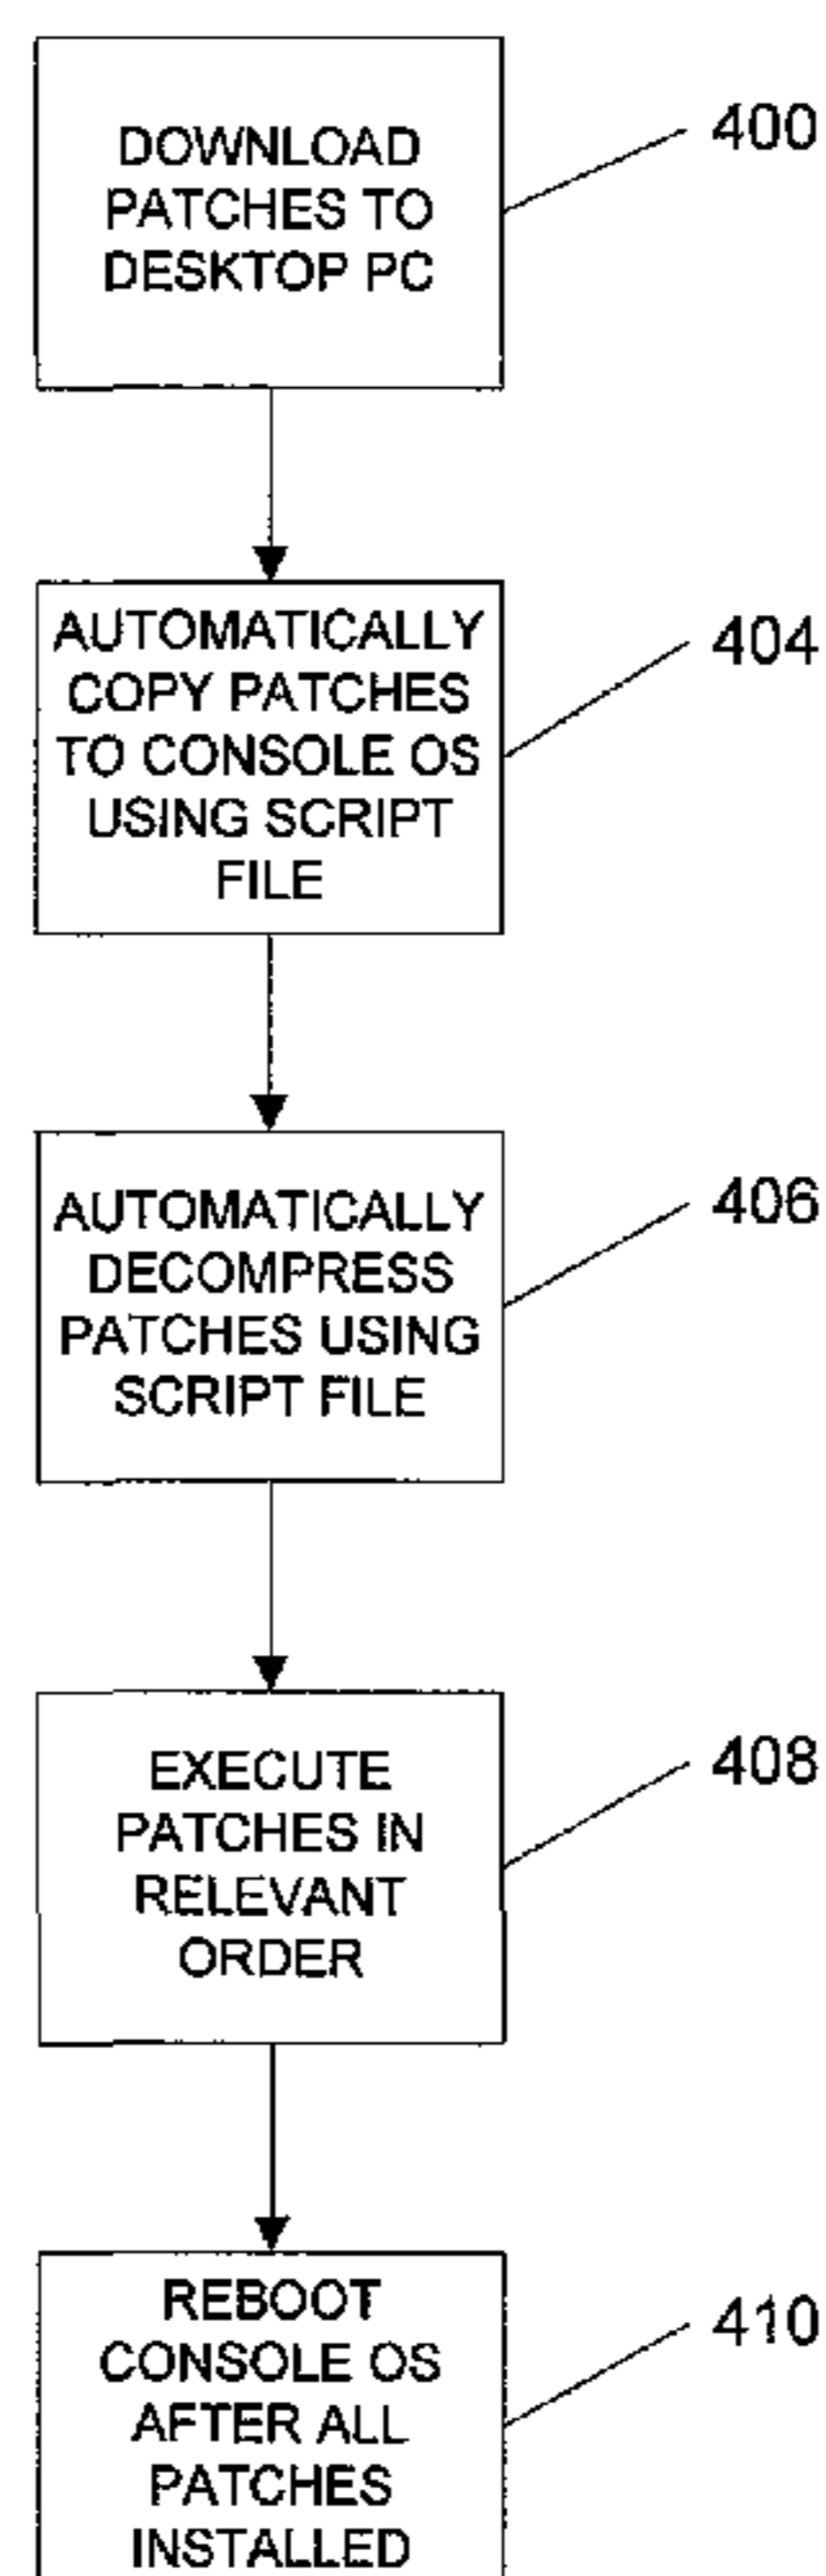 DOWNLOAD
PATCHES TO
DESKTOP PC
400
AUTOMATICALLY
COPY PATCHES
TO CONSOLE OS
USING SCRIPT
FILE
404
AUTOMATICALLY
DECOMPRESS
PATCHES USING
SCRIPT FILE
406
EXECUTE
PATCHES IN
RELEVANT
ORDER
408
REBOOT
CONSOLE OS
AFTER ALL
PATCHES
INSTALLED
410